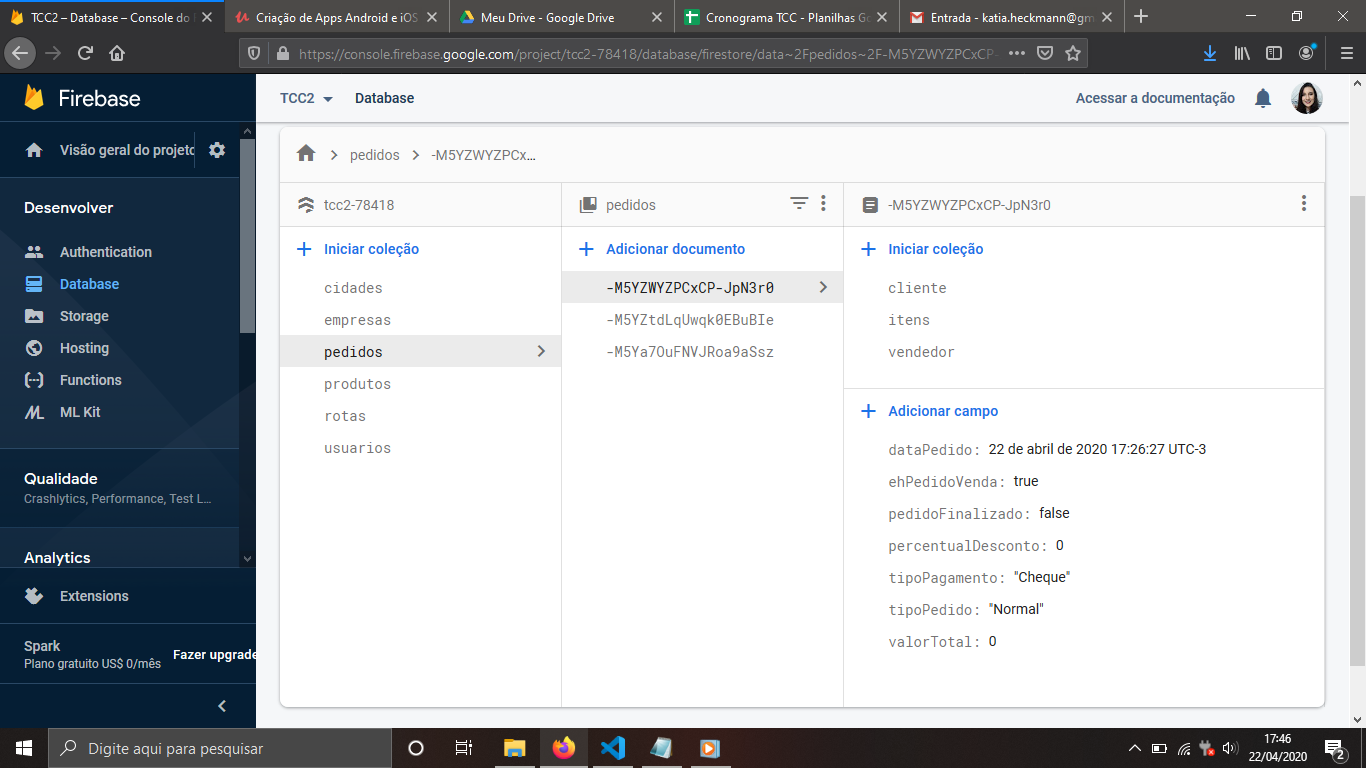 TCC2 – Database – Console do F
Criação de Apps Android e iOS
Meu Drive - Google Drive
Cronograma TCC - Planilhas Go
Entrada - katia.heckmann@gm
https://console.firebase.google.com/project/tcc2-78418/database/firestore/data~2Fpedidos~2F-M5YZWYZPCxCP-
Firebase
TCC2
Database
Acessar a documentação
Visão geral do projeto
pedidos
-M5YZWYZPCx...
Desenvolver
Authentication
Database
Storage
Hosting
Functions
ML Kit
Qualidade
Crashlytics, Performance, Test L...
Analytics
Extensions
Spark
Plano gratuito US$ 0/mês
Fazer upgrade
tcc2-78418
Iniciar coleção
cidades
empresas
pedidos
produtos
rotas
usuarios
pedidos
Adicionar documento
-M5YZWYZPCxCP-JpN3r0
-M5YZtdLqUwqk0EBuBIe
-M5Ya7OuFNVJRoa9aSsz
-M5YZWYZPCxCP-JpN3r0
Iniciar coleção
cliente
itens
vendedor
Adicionar campo
dataPedido: 22 de abril de 2020 17:26:27 UTC-3
ehPedidoVenda: true
pedidoFinalizado: false
percentualDesconto: 0
tipoPagamento: "Cheque"
tipoPedido: "Normal"
valorTotal: 0
Digite aqui para pesquisar
17:46
22/04/2020
2